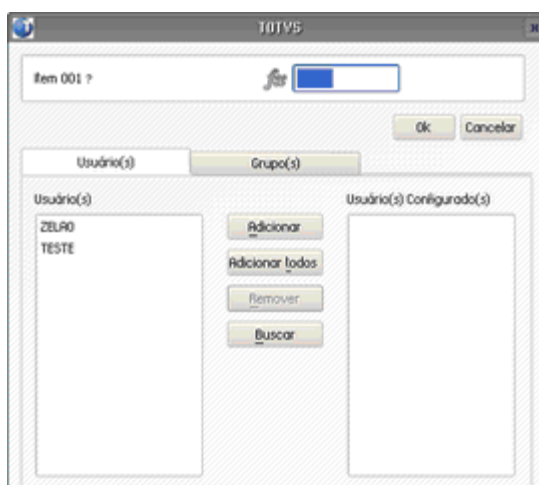 TOTVS
Item 001 ?
Ok Cancelar
Usuário(s) Grupo(s)
Usuário(s) Usuário(s) Configurado(s)
ZELAO Adicionar
TESTE
Adicionar todos
Remover
Buscar